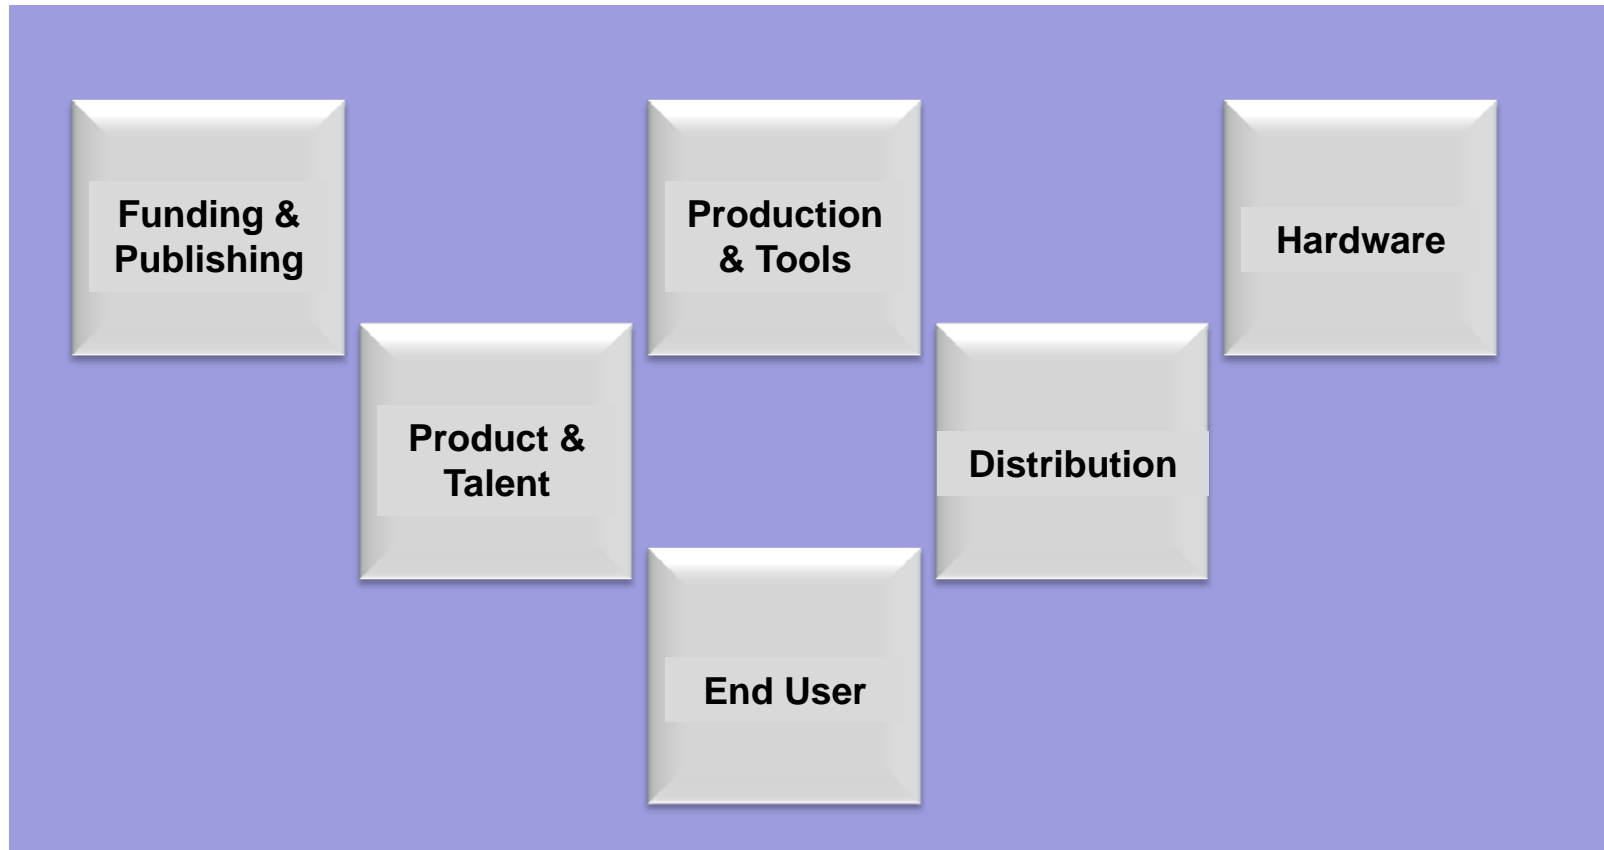 Funding &
Publishing
Production
& Tools
Hardware
Product &
Talent
Distribution
End User